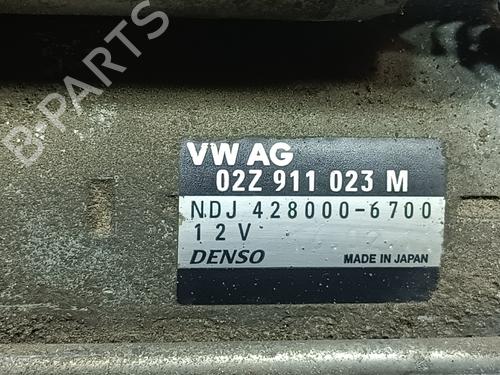 B-PARTS
VW AG
02Z 911 023 M
NDJ 428000-6700
12V
DENSO MADE IN JAPAN